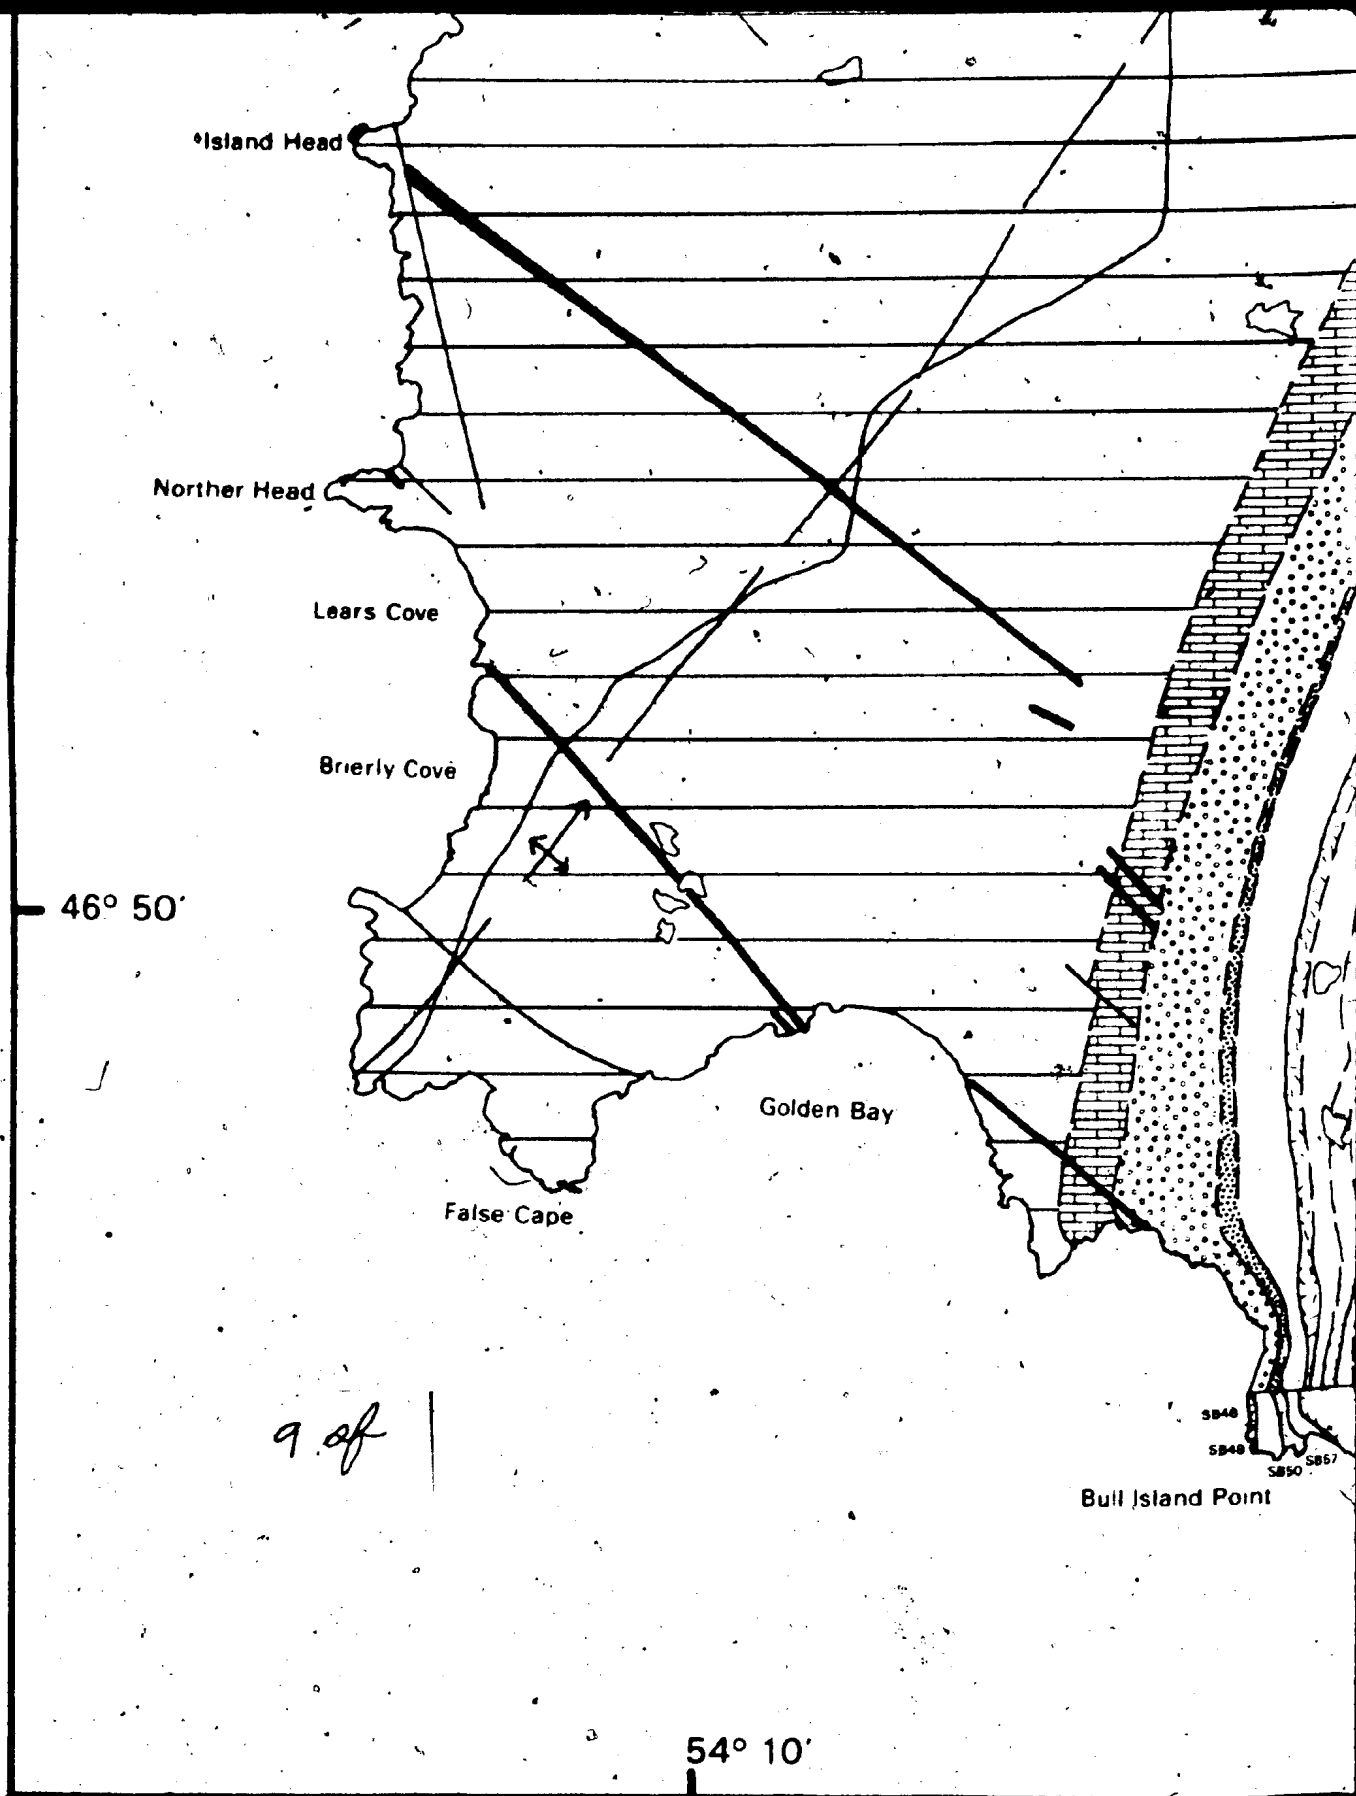 Island Head
Norther Head
Lears Cove
Brierly Cove
46° 50'
Golden Bay
False Cape
9 of
SB48
SB49
SB50
SB57
Bull Island Point
54° 10'